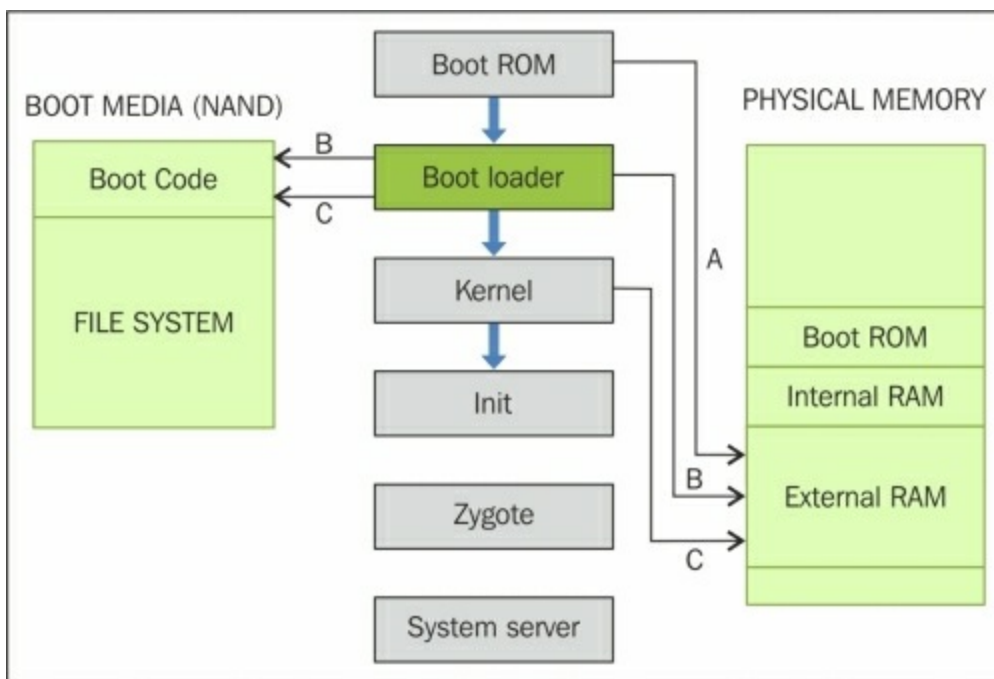 BOOT MEDIA (NAND)
Boot Code
FILE SYSTEM
B
C
Boot ROM
Boot loader
Kernel
Init
Zygote
System server
A
B
C
PHYSICAL MEMORY
Boot ROM
Internal RAM
External RAM